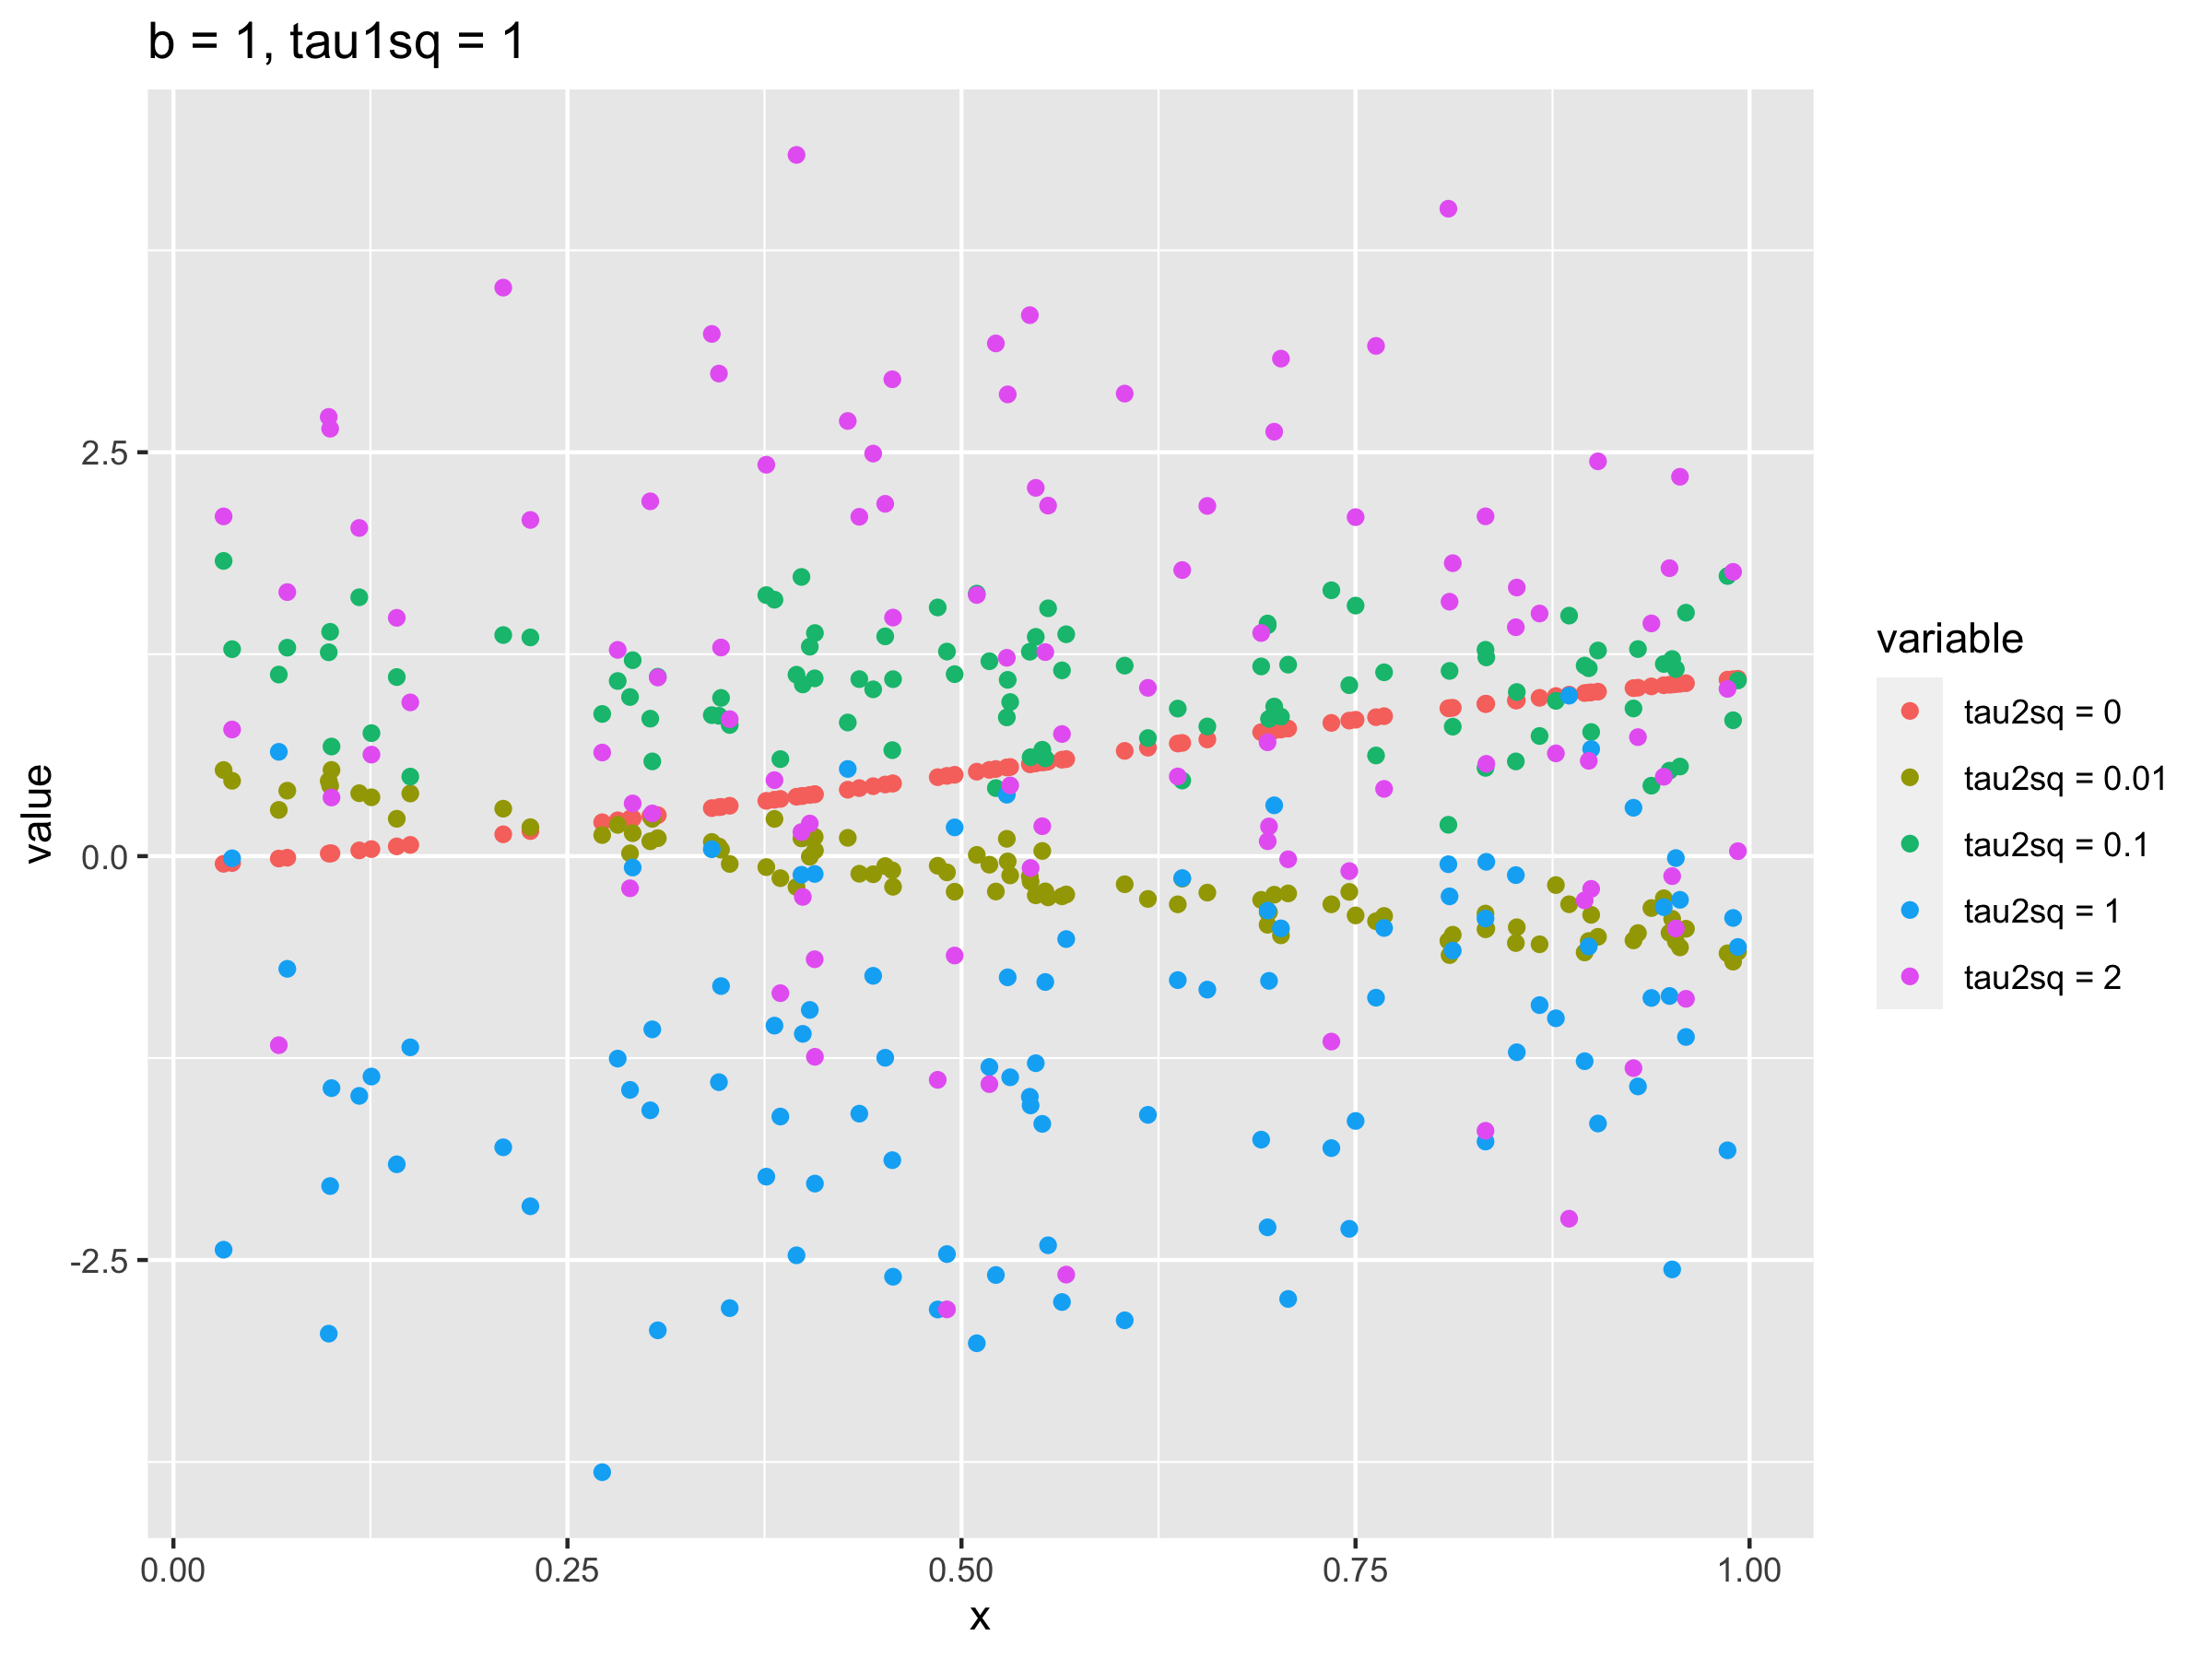 b = 1, tau1sq = 1
value
2.5
0.0
-2.5
0.00 0.25 0.50 0.75 1.00
x
variable
tau2sq = 0
tau2sq = 0.01
tau2sq = 0.1
tau2sq = 1
tau2sq = 2